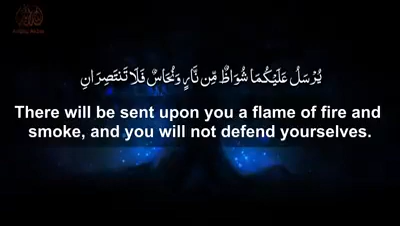 يُرْسَلُ عَلَيْكُمَا شُوَاظٌ مِّن نَّارٍ وَنُحَاسٌ فَلَا تَنتَصِرَانِ
There will be sent upon you a flame of fire and
smoke, and you will not defend yourselves.